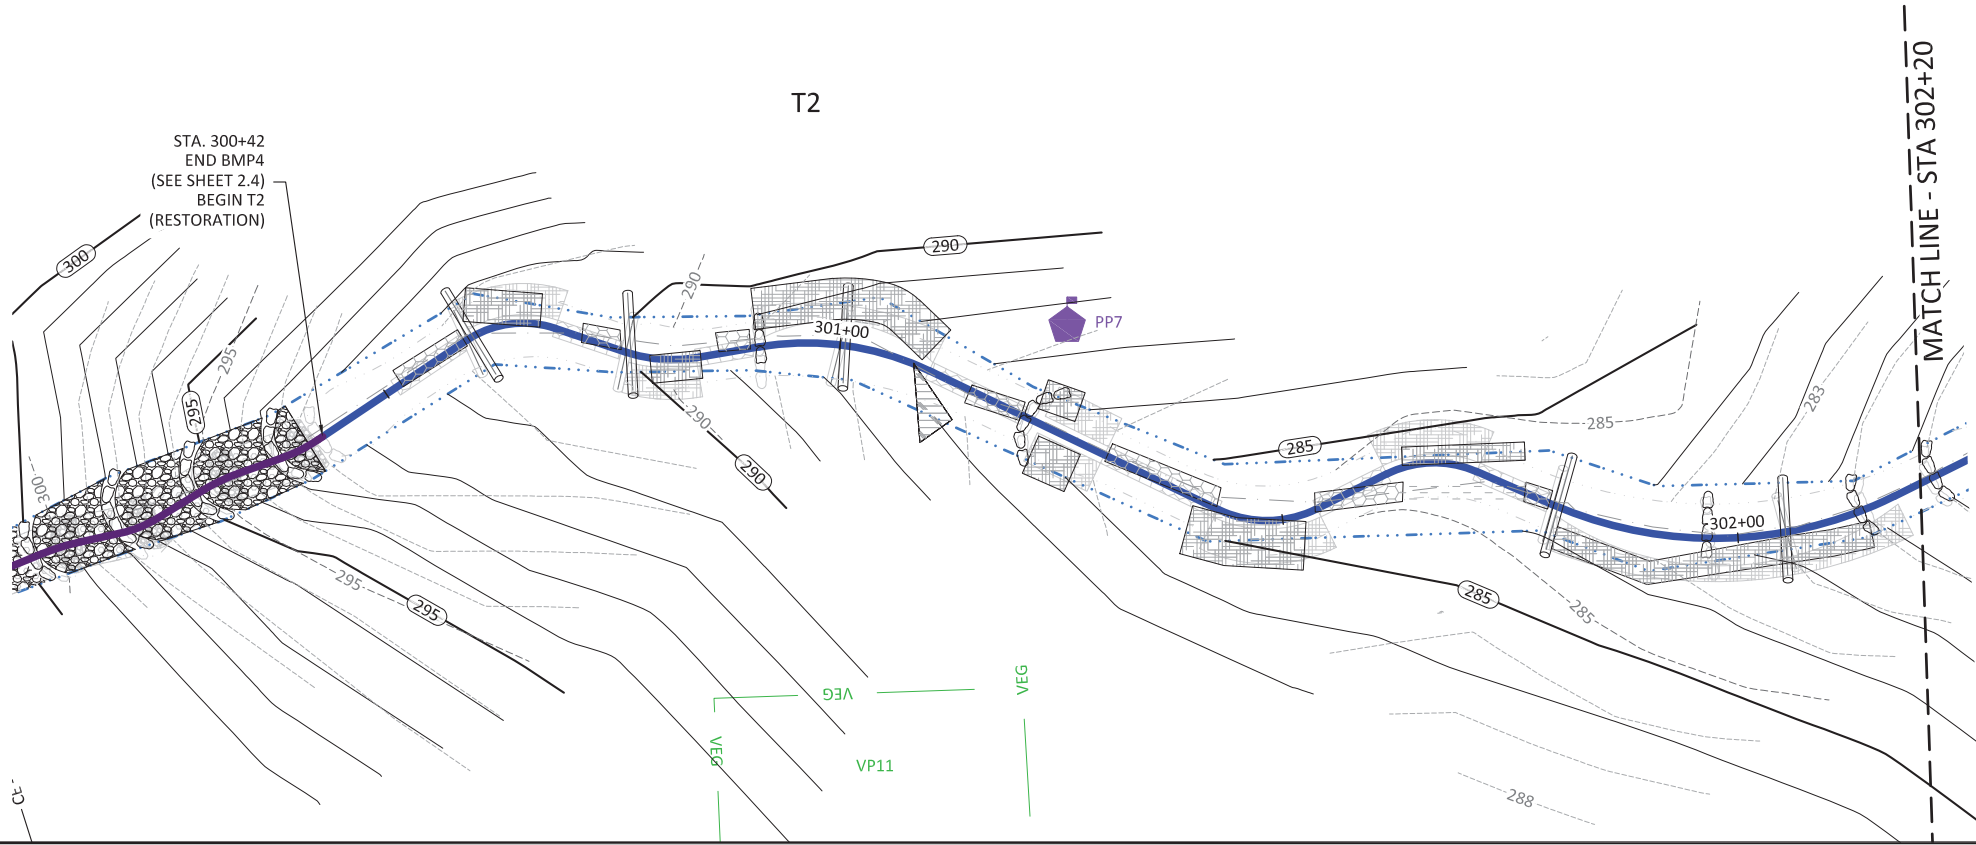 T2
STA. 300+42
END BMP4
(SEE SHEET 2.4)
BEGIN T2
(RESTORATION)
MATCH LINE - STA 302+20
300
290
290
301+00
PP7
295
295
300
290
290
285
285
283
302+00
295
295
285
285
VEG
VEG
VEG
VP11
288
CE